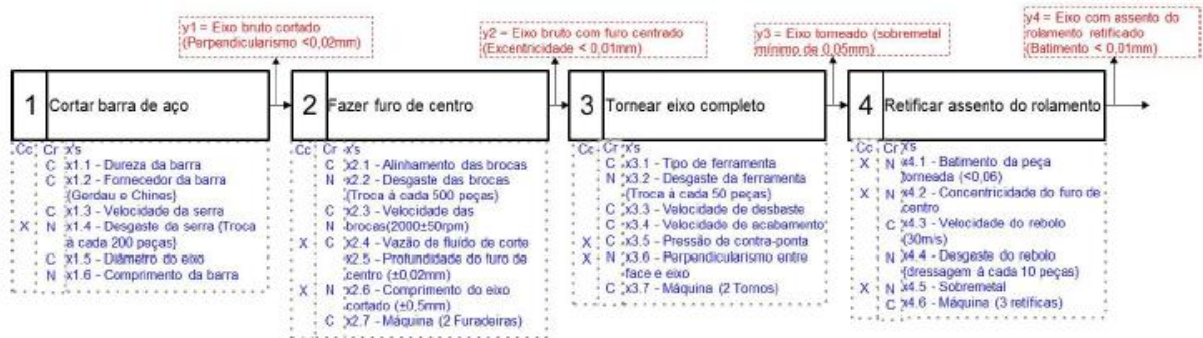 y1 = Eixo bruto cortado
(Perpendicularismo <0,02mm)
y2 = Eixo bruto com furo centrado
(Excentricidade < 0,01mm)
y3 = Eixo torneado (sobremetal
mínimo de 0,05mm)
y4 = Eixo com assento do
rolamento retificado
(Batimento < 0,01mm)
1 Cortar barra de aço
Cc Cr x's
C x1.1 - Dureza da barra
C x1.2 - Fornecedor da barra
(Gerdau e Chines)
C x1.3 - Velocidade da serra
X N x1.4 - Desgaste da serra (Troca
à cada 200 peças)
C x1.5 - Diâmetro do eixo
N x1.6 - Comprimento da barra
2 Fazer furo de centro
Cc Cr x's
C x2.1 - Alinhamento das brocas
N x2.2 - Desgaste das brocas
(Troca à cada 500 peças)
C x2.3 - Velocidade das
N brocas(2000±50rpm)
X C x2.4 - Vazão de fluído de corte
x2.5 - Profundidade do furo de
centro (±0,02mm)
X N x2.6 - Comprimento do eixo
cortado (±0,5mm)
C x2.7 - Máquina (2 Furadeiras)
3 Tornear eixo completo
Cc Cr x's
C x3.1 - Tipo de ferramenta
N x3.2 - Desgaste da ferramenta
(Troca à cada 50 peças)
C x3.3 - Velocidade de desbaste
C x3.4 - Velocidade de acabamento
X C x3.5 - Pressão de contra-ponta
X N x3.6 - Perpendicularismo entre
face e eixo
C x3.7 - Máquina (2 Tornos)
4 Retificar assento do rolamento
Cc Cr x's
X N x4.1 - Batimento da peça
torneada (<0,06)
X N x4.2 - Concentricidade do furo de
centro
C x4.3 - Velocidade do rebolo
(30m/s)
N x4.4 - Desgaste do rebolo
(dressagem à cada 10 peças)
X N x4.5 - Sobremetal
C x4.6 - Máquina (3 retíficas)